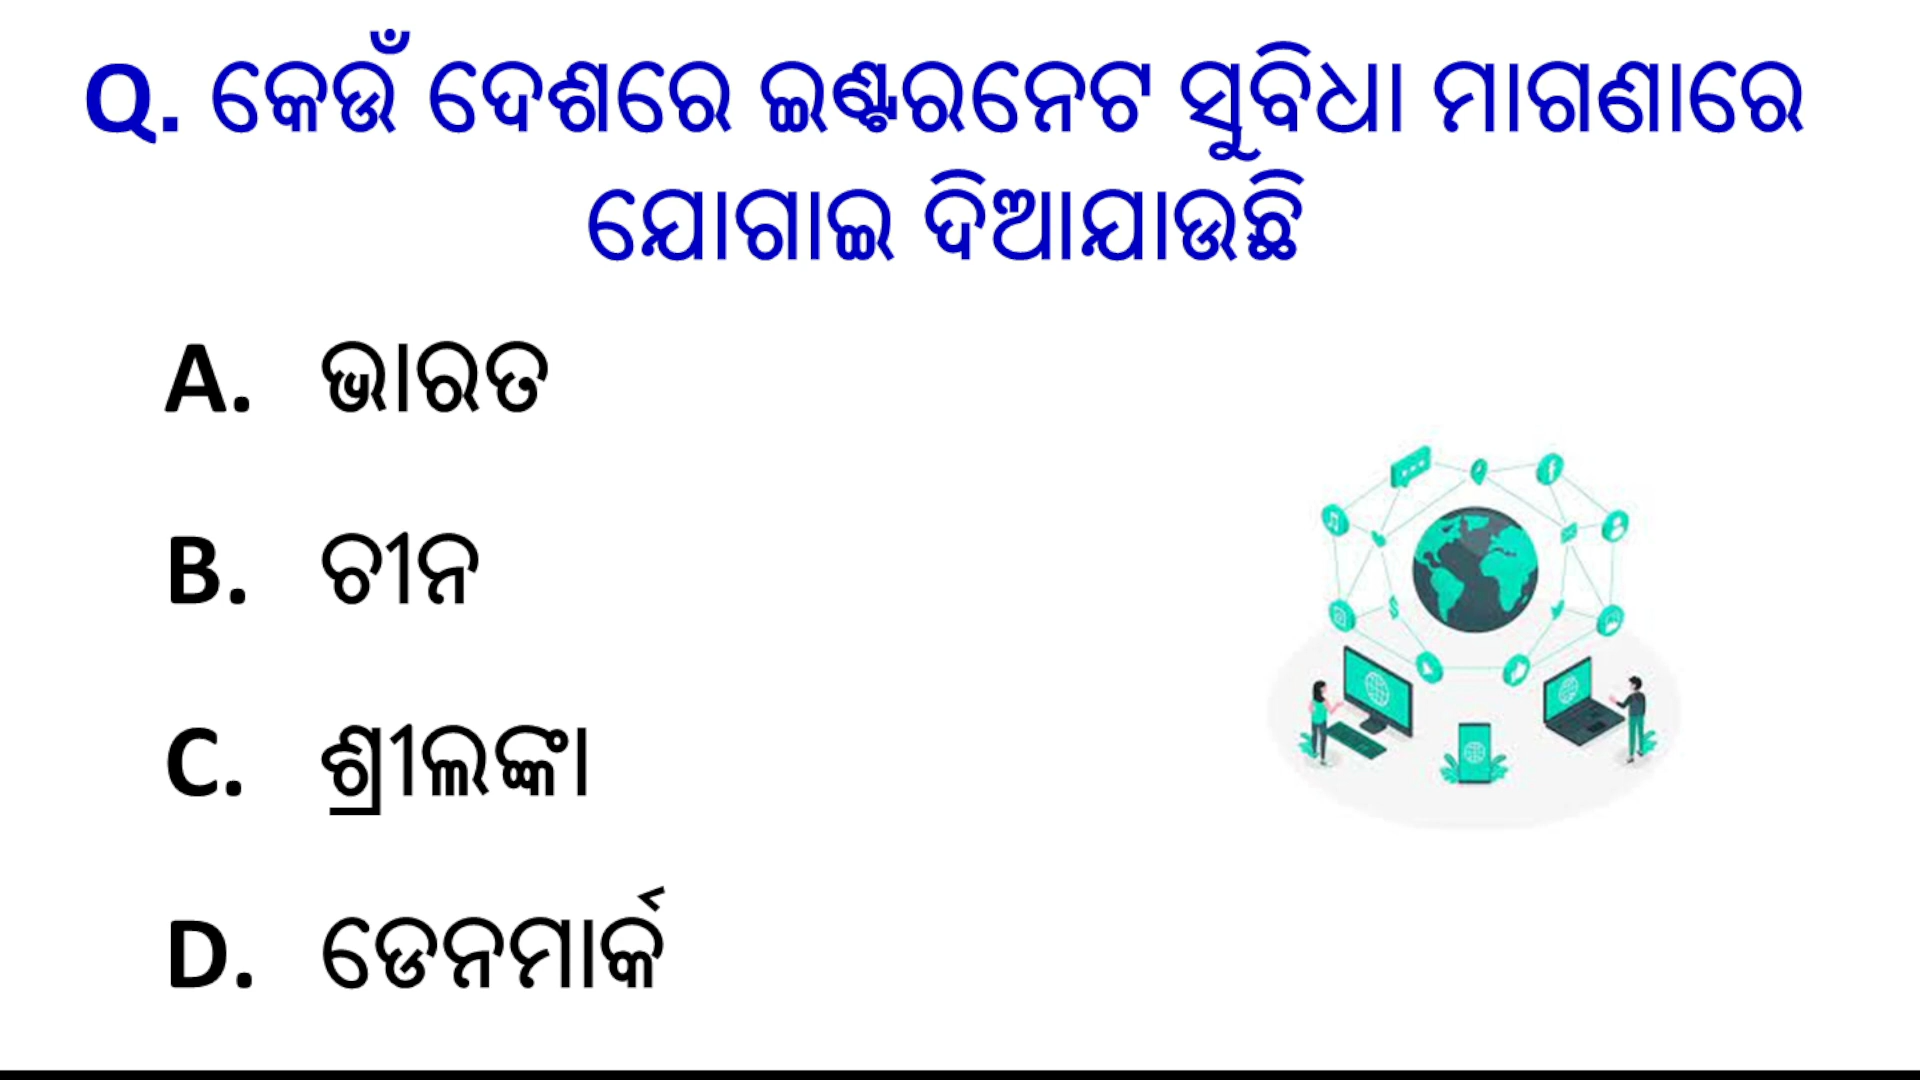 Q. କେଉଁ ଦେଶରେ ଇଣ୍ଟରନେଟ ସୁବିଧା ମାଗଣାରେ
ଯୋଗାଇ ଦିଆଯାଉଛି
A. ଭାରତ
B. ଚୀନ
C. ଶ୍ରୀଲଙ୍କା
D. ଡେନମାର୍କ